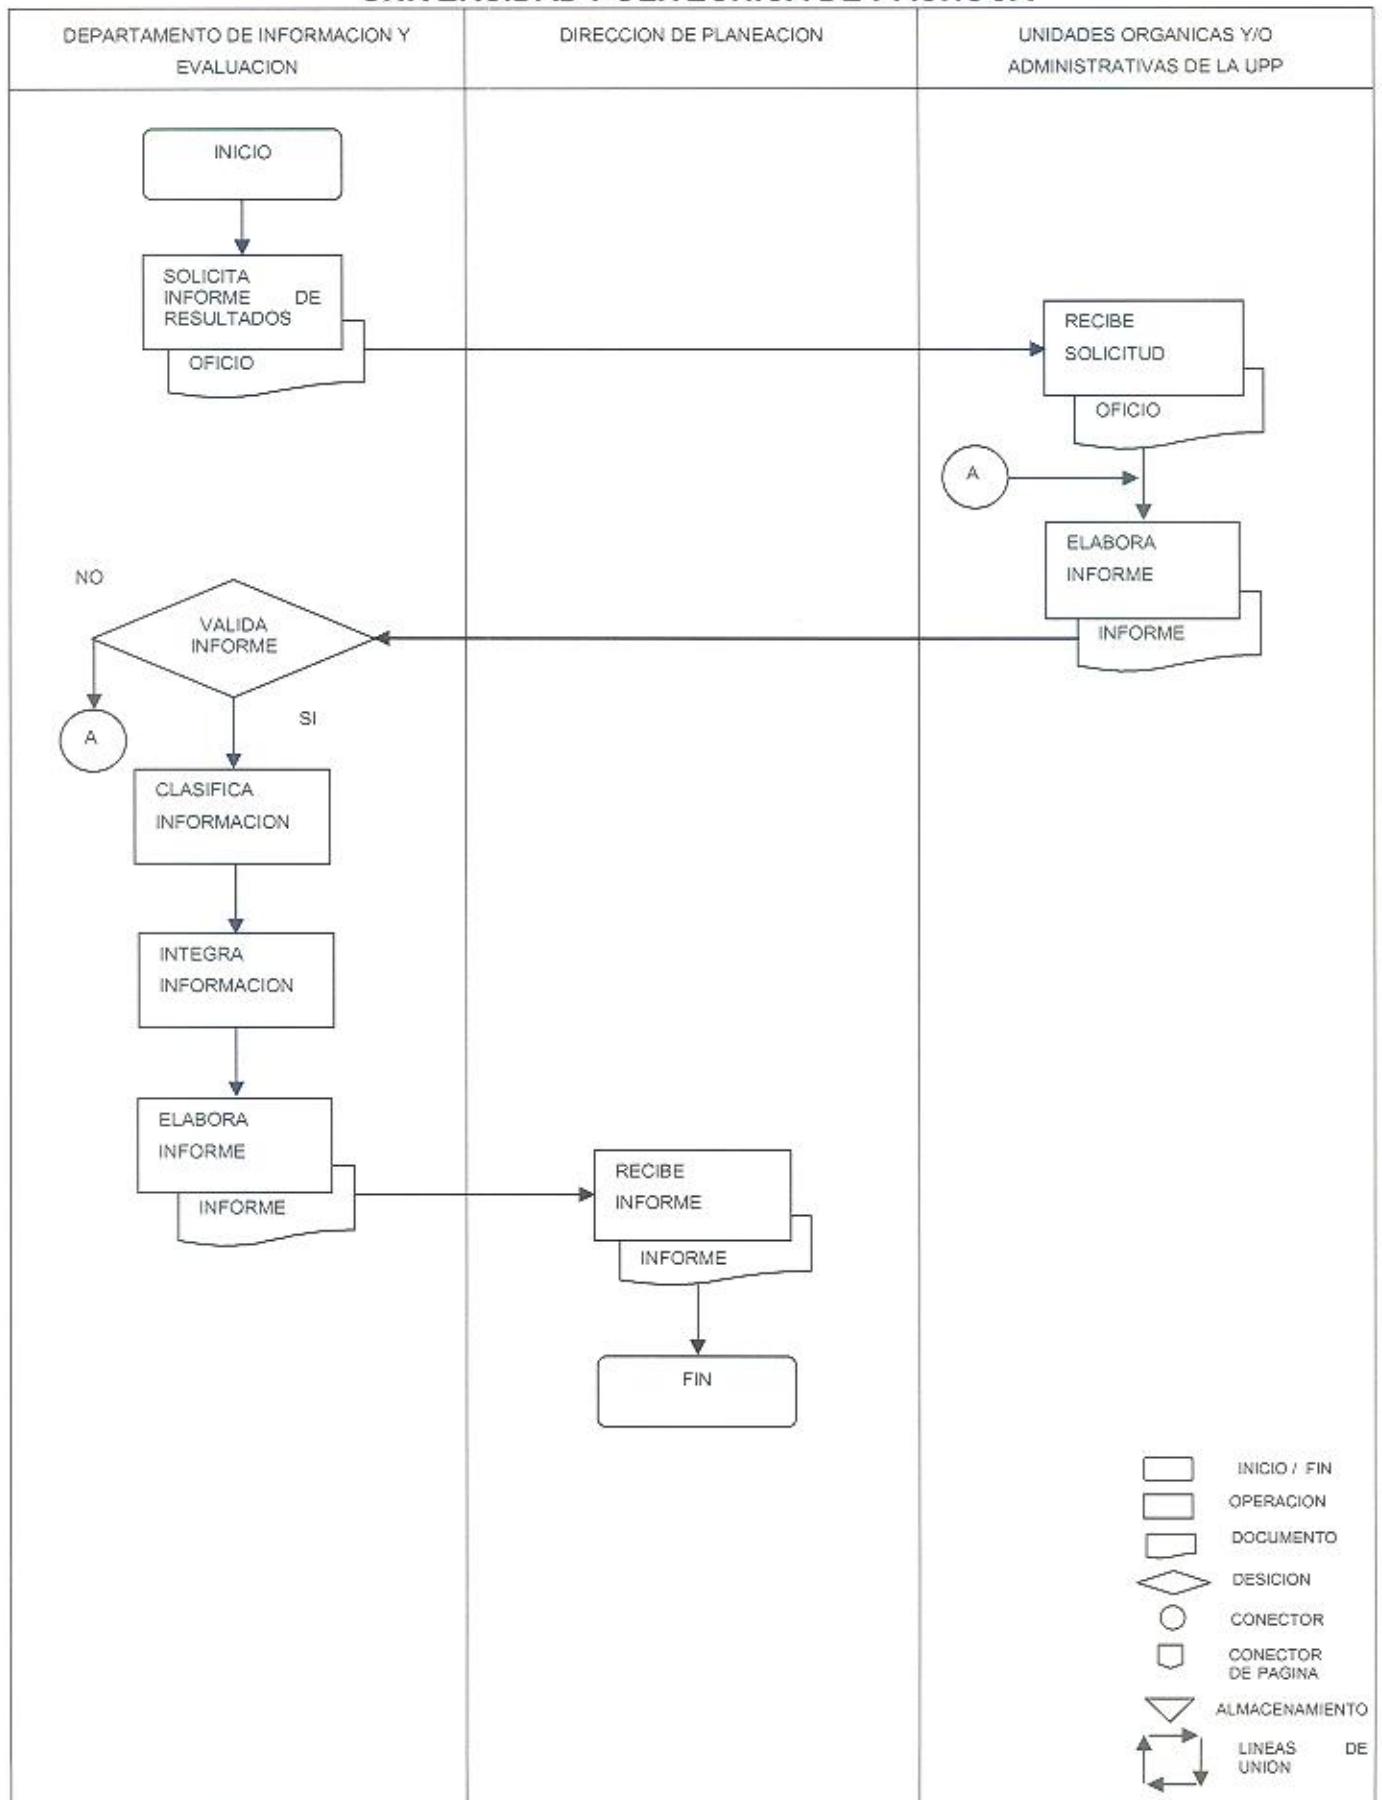 DEPARTAMENTO DE INFORMACION Y
EVALUACION
DIRECCION DE PLANEACION
UNIDADES ORGANICAS Y/O
ADMINISTRATIVAS DE LA UPP
INICIO
SOLICITA
INFORME DE
RESULTADOS
OFICIO
RECIBE
SOLICITUD
OFICIO
A
ELABORA
INFORME
INFORME
NO
VALIDA
INFORME
SI
A
CLASIFICA
INFORMACION
INTEGRA
INFORMACION
ELABORA
INFORME
INFORME
RECIBE
INFORME
INFORME
FIN
INICIO / FIN
OPERACION
DOCUMENTO
DESICION
CONECTOR
CONECTOR
DE PAGINA
ALMACENAMIENTO
LINEAS DE
UNION